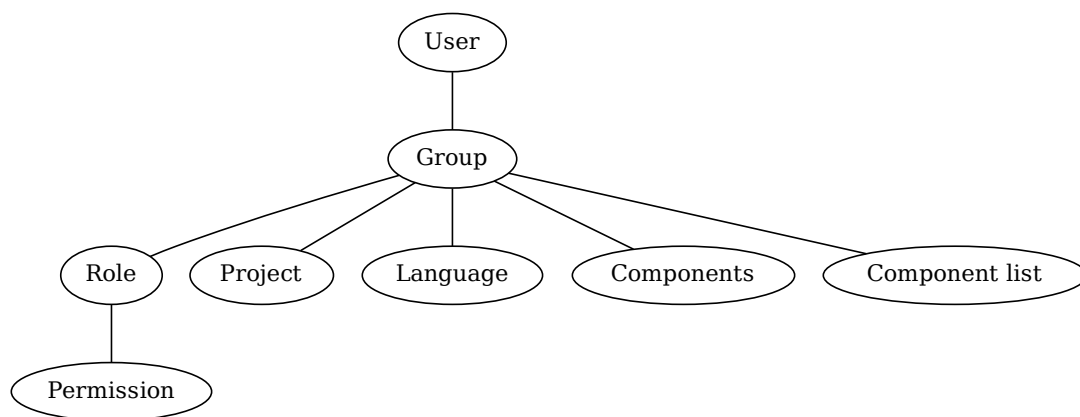 User
Group
Role
Project
Language
Components
Component list
Permission